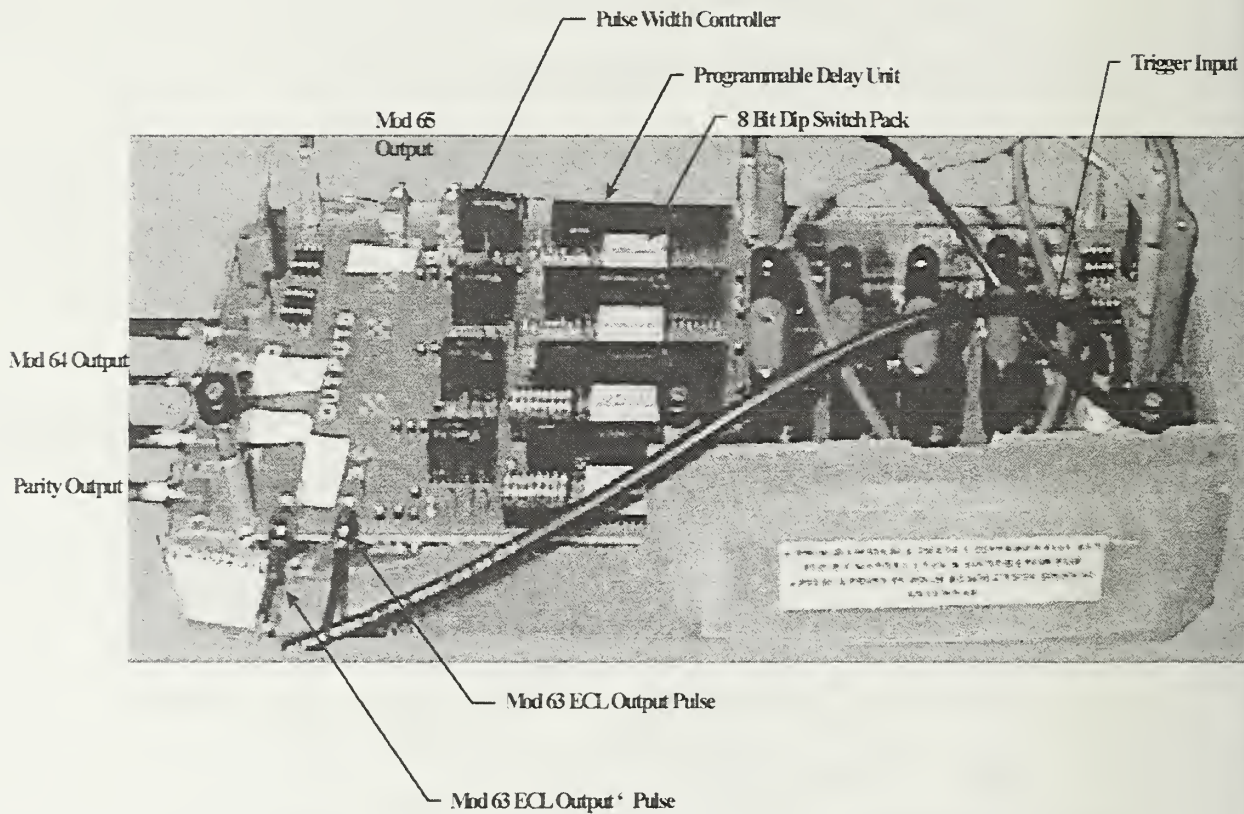 Pulse Width Controller
Trigger Input
Programmable Delay Unit
Mod 65
Output
8 Bit Dip Switch Pack
Mod 64 Output
OUTPUTS
Parity Output
Mod 63 ECL Output Pulse
Mod 63 ECL Output ‘ Pulse